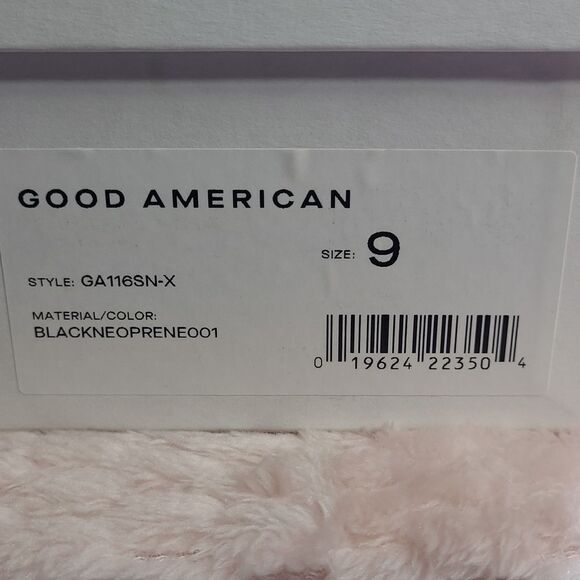 GOOD AMERICAN
SIZE: 9
STYLE: GA116SN-X
MATERIAL/COLOR:
BLACKNEOPRENE001
0 19624 22350 4